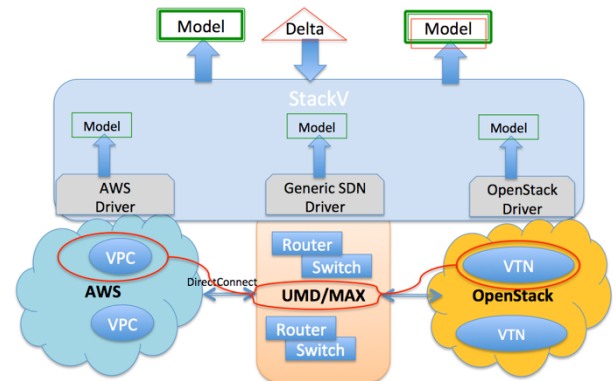 Model
Delta
Model
StackV
Model
Model
Model
AWS
Driver
Generic SDN
Driver
OpenStack
Driver
VPC
Router
Switch
VTN
AWS
DirectConnect
UMD/MAX
OpenStack
VPC
Router
Switch
VTN